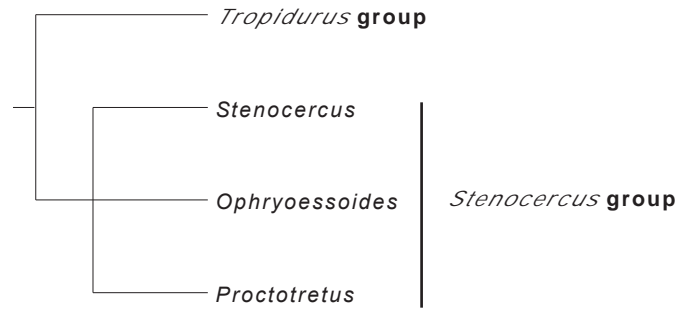 Tropidurus group
Stenocercus
Ophryoessoides
Stenocercus group
Proctotretus